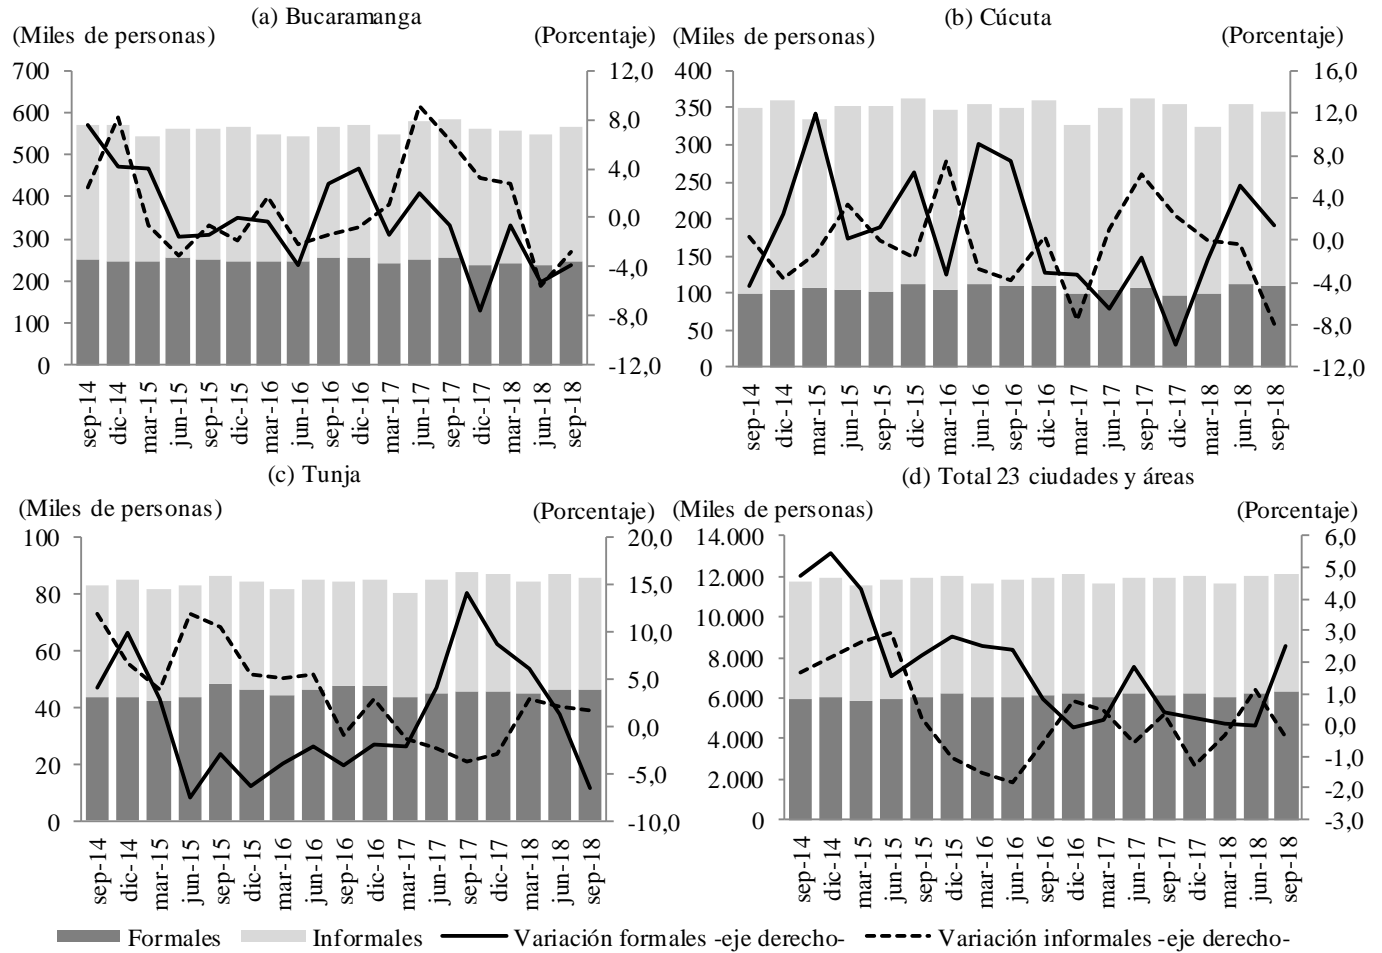 (a) Bucaramanga
(Miles de personas) (Porcentaje)
700 12,0
600 8,0
500 4,0
400 0,0
300 -4,0
200 -8,0
100 -12,0
0
sep-14 dic-14 mar-15 jun-15 sep-15 dic-15 mar-16 jun-16 sep-16 dic-16 mar-17 jun-17 sep-17 dic-17 mar-18 jun-18 sep-18
(b) Cúcuta
(Miles de personas) (Porcentaje)
400 16,0
350 12,0
300 8,0
250 4,0
200 0,0
150 -4,0
100 -8,0
50 -12,0
0
sep-14 dic-14 mar-15 jun-15 sep-15 dic-15 mar-16 jun-16 sep-16 dic-16 mar-17 jun-17 sep-17 dic-17 mar-18 jun-18 sep-18
(c) Tunja
(Miles de personas) (Porcentaje)
100 20,0
80 15,0
60 10,0
40 5,0
20 0,0
0 -5,0
-10,0
sep-14 dic-14 mar-15 jun-15 sep-15 dic-15 mar-16 jun-16 sep-16 dic-16 mar-17 jun-17 sep-17 dic-17 mar-18 jun-18 sep-18
(d) Total 23 ciudades y áreas
(Miles de personas) (Porcentaje)
14.000 6,0
12.000 5,0
10.000 4,0
8.000 3,0
6.000 2,0
4.000 1,0
2.000 0,0
0 -1,0
-2,0
-3,0
sep-14 dic-14 mar-15 jun-15 sep-15 dic-15 mar-16 jun-16 sep-16 dic-16 mar-17 jun-17 sep-17 dic-17 mar-18 jun-18 sep-18
Formales Informales Variación formales -eje derecho- Variación informales -eje derecho-